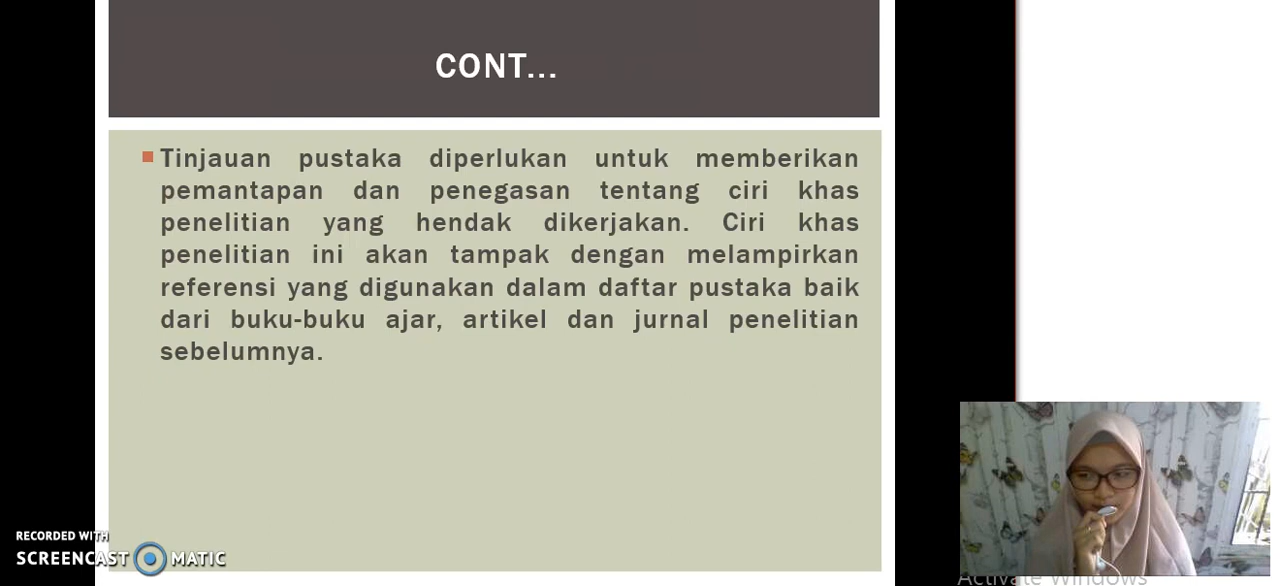 CONT...
Tinjauan pustaka diperlukan untuk memberikan
pemantapan dan penegasan tentang ciri khas
penelitian yang hendak dikerjakan. Ciri khas
penelitian ini akan tampak dengan melampirkan
referensi yang digunakan dalam daftar pustaka baik
dari buku-buku ajar, artikel dan jurnal penelitian
sebelumnya.
RECORDED WITH
SCREENCAST MATIC
Activate Windows